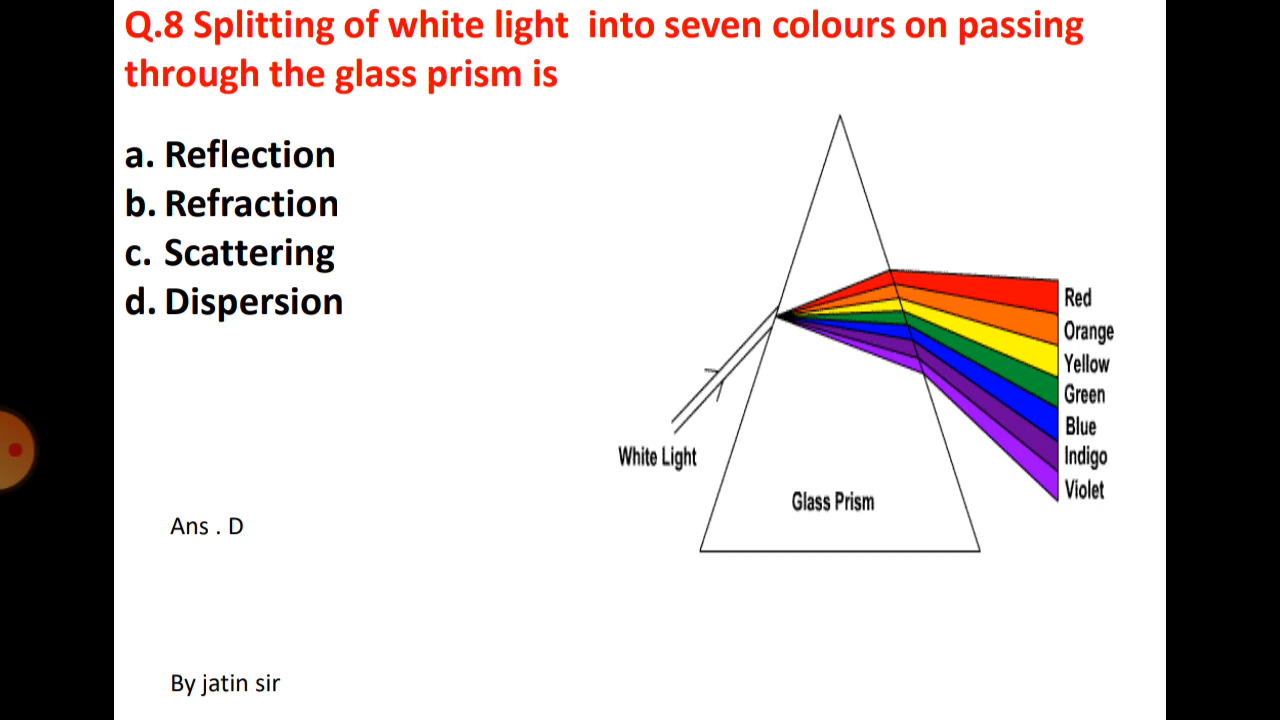 Q.8 Splitting of white light  into seven colours on passing
through the glass prism is
a. Reflection
b. Refraction
c. Scattering
d. Dispersion
Red
Orange
Yellow
Green
Blue
Indigo
Violet
White Light
Glass Prism
Ans . D
By jatin sir